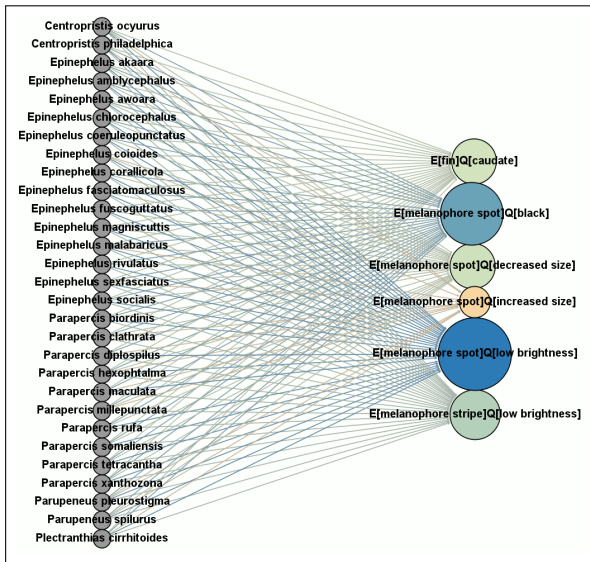 Centropristis ocyurus
Centropristis philadelphica
Epinephelus akaara
Epinephelus amblycephalus
Epinephelus awoara
Epinephelus chlorocephalus
Epinephelus coeruleopunctatus
Epinephelus coioides
Epinephelus corallicola
Epinephelus fasciatomaculosus
Epinephelus fuscoguttatus
Epinephelus magniscuttis
Epinephelus malabaricus
Epinephelus rivulatus
Epinephelus sexfasciatus
Epinephelus socialis
Parapercis biordinis
Parapercis clathrata
Parapercis diplospilus
Parapercis hexophtalma
Parapercis maculata
Parapercis millepunctata
Parapercis rufa
Parapercis somaliensis
Parapercis tetracantha
Parapercis xanthozona
Parupeneus pleurostigma
Parupeneus spilurus
Plectranthias cirrhitoides
E[fin]Q[caudate]
E[melanophore spot]Q[black]
E[melanophore spot]Q[decreased size]
E[melanophore spot]Q[increased size]
E[melanophore spot]Q[low brightness]
E[melanophore stripe]Q[low brightness]